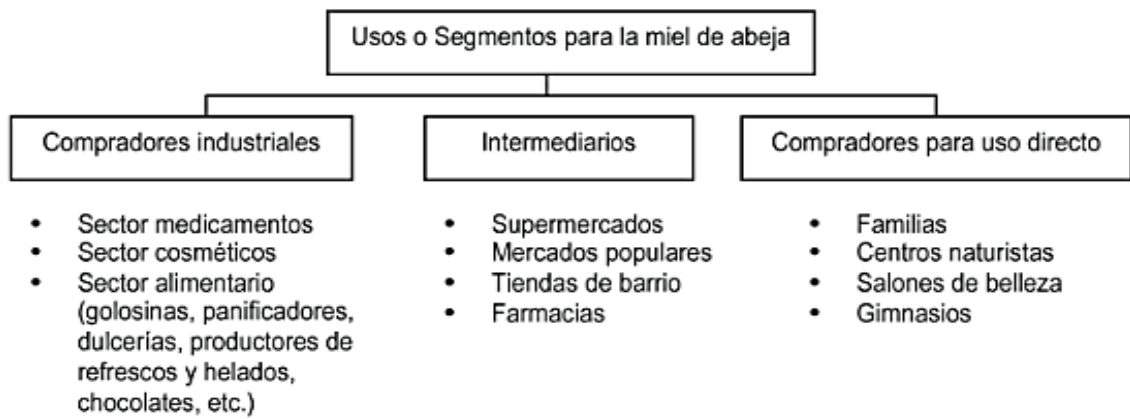 Usos o Segmentos para la miel de abeja
Compradores industriales
• Sector medicamentos
• Sector cosméticos
• Sector alimentario
(golosinas, panificadores,
dulcerías, productores de
refrescos y helados,
chocolates, etc.)
Intermediarios
• Supermercados
• Mercados populares
• Tiendas de barrio
• Farmacias
Compradores para uso directo
• Familias
• Centros naturistas
• Salones de belleza
• Gimnasios